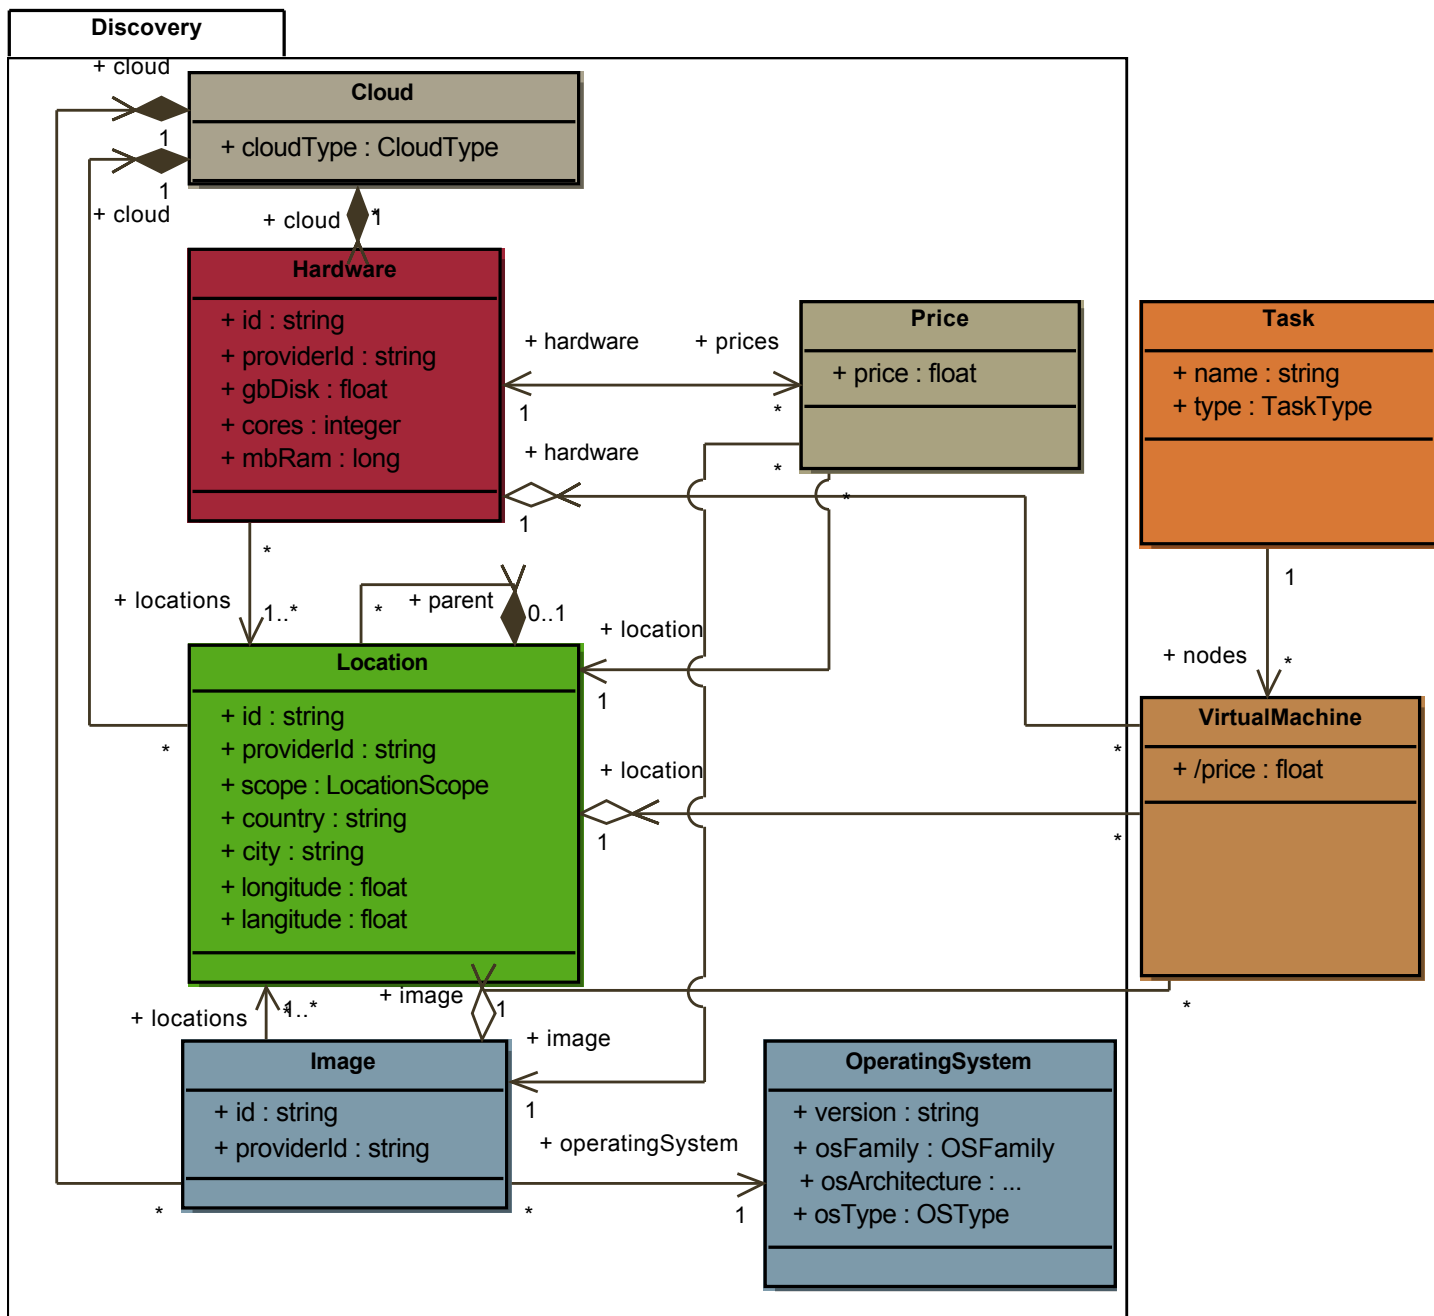 Discovery
+ cloud
Cloud
1
+ cloudType : CloudType
1
+ cloud
+ cloud
*
1
Hardware
+ id : string
+ providerId : string
+ gbDisk : float
+ cores : integer
+ mbRam : long
+ hardware
+ prices
1
*
Price
+ price : float
Task
+ name : string
+ type : TaskType
+ hardware
*
*
1
*
+ locations
1..*
*
+ parent
0..1
+ location
1
1
+ nodes
*
Location
+ id : string
+ providerId : string
+ scope : LocationScope
+ country : string
+ city : string
+ longitude : float
+ langitude : float
*
VirtualMachine
+ /price : float
*
+ location
1
*
+ locations
*
1..*
+ image
1
*
+ image
1
Image
+ id : string
+ providerId : string
*
+ operatingSystem
*
1
OperatingSystem
+ version : string
+ osFamily : OSFamily
+ osArchitecture : ...
+ osType : OSType